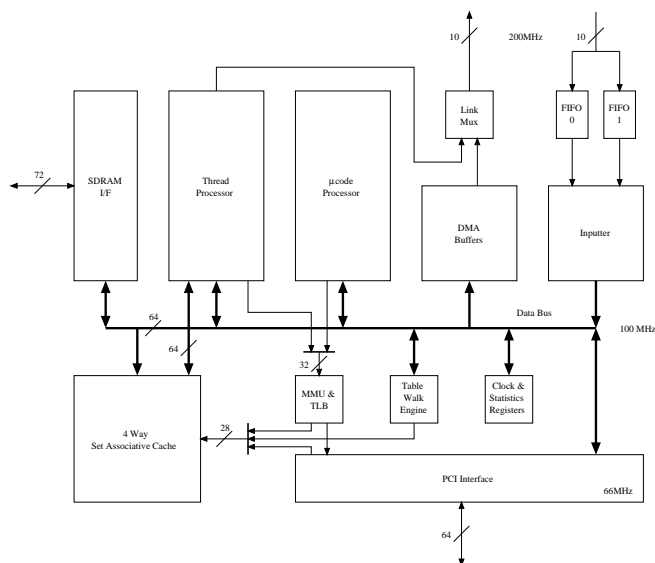 10
200MHz
10
Link
Mux
FIFO
0
FIFO
1
72
SDRAM
I/F
Thread
Processor
µcode
Processor
DMA
Buffers
Inputter
64
Data Bus
100 MHz
64
32
MMU &
TLB
Table
Walk
Engine
Clock &
Statistics
Registers
4 Way
Set Associative Cache
28
PCI Interface
66MHz
64